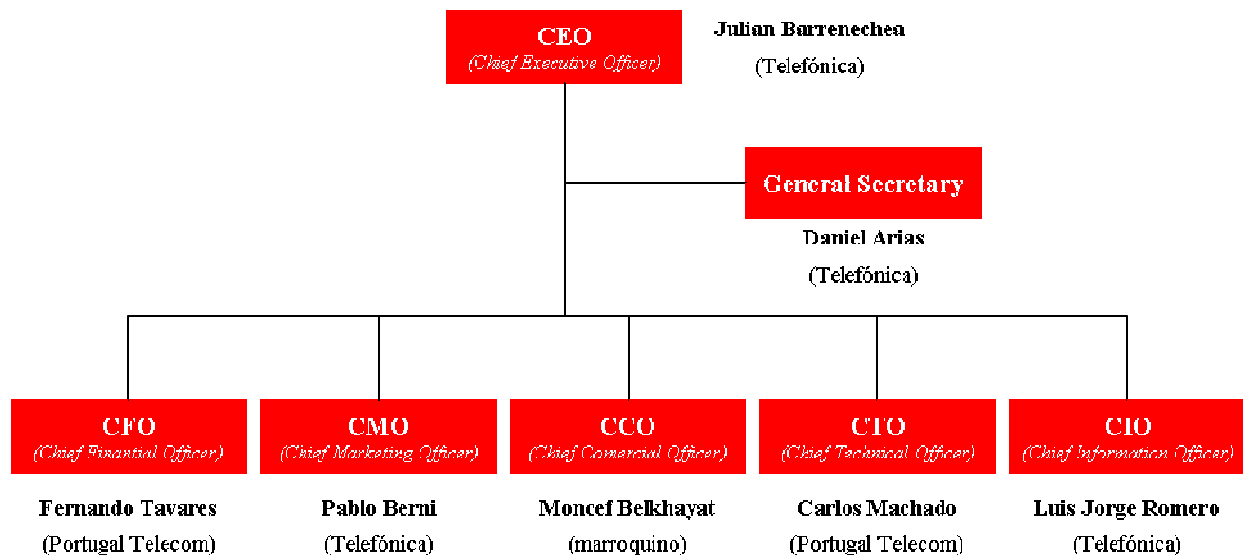 CEO
(Chief Executive Officer)
Julian Barrenechea
(Telefónica)
General Secretary
Daniel Arias
(Telefónica)
CFO
(Chief Finantial Officer)
Fernando Tavares
(Portugal Telecom)
CMO
(Chief Marketing Officer)
Pablo Berni
(Telefónica)
CCO
(Chief Comercial Officer)
Moncef Belkhayat
(marroquino)
CTO
(Chief Technical Officer)
Carlos Machado
(Portugal Telecom)
CIO
(Chief Information Officer)
Luis Jorge Romero
(Telefónica)